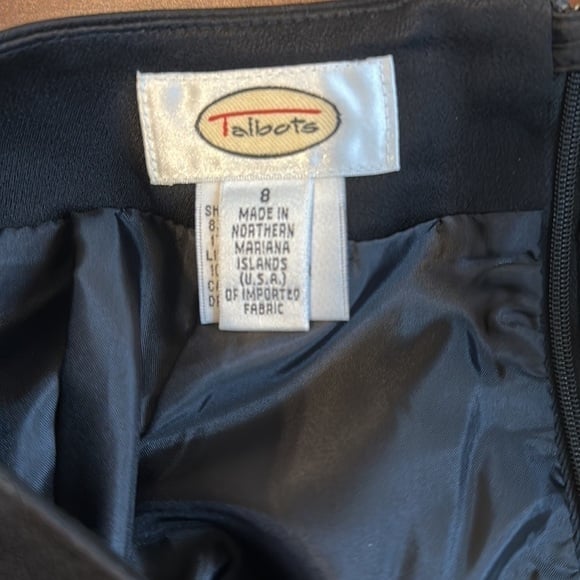 Talbots
8
MADE IN
NORTHERN
MARIANA
ISLANDS
(U.S.A.)
OF IMPORTED
FABRIC